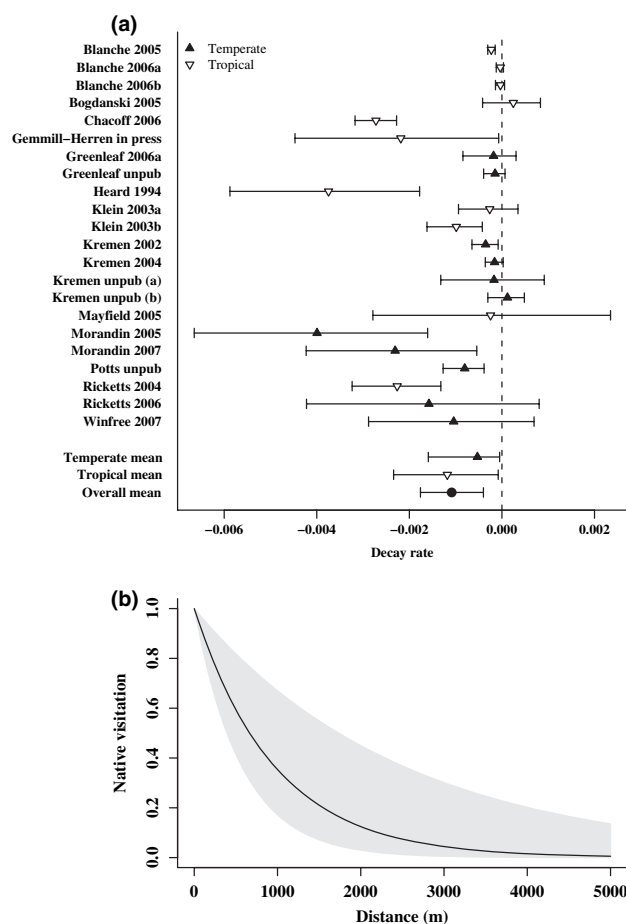 (a)
Blanche 2005
Blanche 2006a
Blanche 2006b
Bogdanski 2005
Chacoff 2006
Gemmill−Herren in press
Greenleaf 2006a
Greenleaf unpub
Heard 1994
Klein 2003a
Klein 2003b
Kremen 2002
Kremen 2004
Kremen unpub (a)
Kremen unpub (b)
Mayfield 2005
Morandin 2005
Morandin 2007
Potts unpub
Ricketts 2004
Ricketts 2006
Winfree 2007
Temperate mean
Tropical mean
Overall mean
Temperate
Tropical
−0.006 −0.004 −0.002 0.000 0.002
Decay rate
(b)
Native visitation
1.0
0.8
0.6
0.4
0.2
0.0
0 1000 2000 3000 4000 5000
Distance (m)